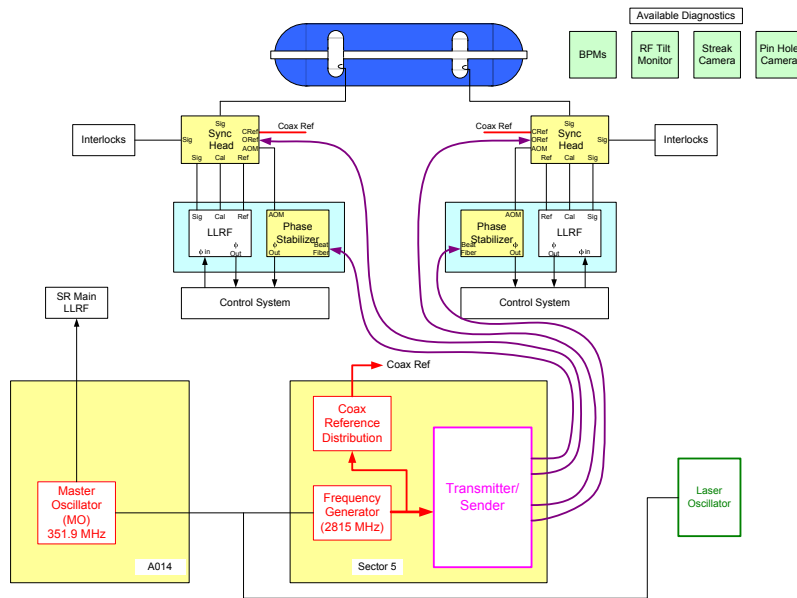 Available Diagnostics
BPMs
RF Tilt
Monitor
Streak
Camera
Pin Hole
Camera
Interlocks
Sig
Sig
Sync
Head
CRef
ORef
AOM
Sig
Cal
Ref
Coax Ref
Coax Ref
Sig
CRef
ORef
AOM
Sync
Head
Sig
Ref
Cal
Sig
Interlocks
Sig
Cal
Ref
LLRF
ϕ in
ϕ
Out
AOM
Phase
Stabilizer
ϕ
Out
Beat
Fiber
Control System
AOM
Phase
Stabilizer
Beat
Fiber
ϕ
Out
Ref
Cal
Sig
LLRF
ϕ
Out
ϕ in
Control System
SR Main
LLRF
Coax Ref
Coax
Reference
Distribution
Master
Oscillator
(MO)
351.9 MHz
A014
Frequency
Generator
(2815 MHz)
Transmitter/
Sender
Sector 5
Laser
Oscillator